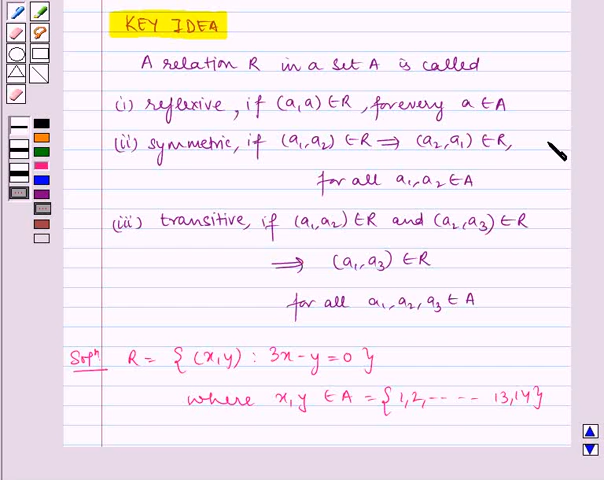 KEY IDEA
A relation R in a set A is called
(i) reflexive, if (a,a) ∈ R, for every a ∈ A
(ii) symmetric, if (a₁,a₂) ∈ R ⟹ (a₂,a₁) ∈ R,
for all a₁,a₂ ∈ A
(iii) transitive, if (a₁,a₂) ∈ R and (a₂,a₃) ∈ R
⟹ (a₁,a₃) ∈ R
for all a₁,a₂,a₃ ∈ A
Solⁿ R = { (x,y) : 3x-y=0 }
where x,y ∈ A = {1,2,------ 13,14}